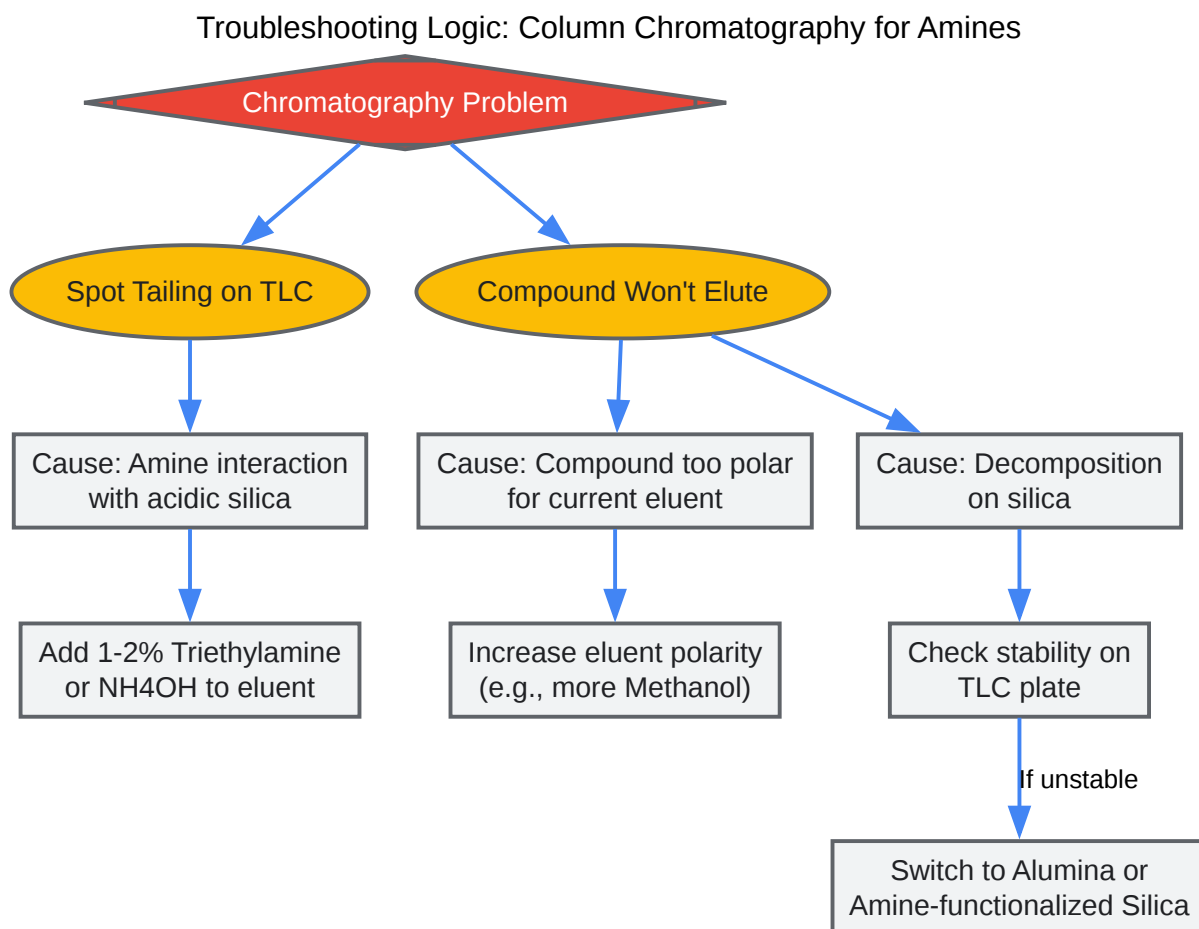 Troubleshooting Logic: Column Chromatography for Amines
Chromatography Problem
Spot Tailing on TLC
Compound Won't Elute
Cause: Amine interaction
with acidic silica
Cause: Compound too polar
for current eluent
Cause: Decomposition
on silica
Add 1-2% Triethylamine
or NH4OH to eluent
Increase eluent polarity
(e.g., more Methanol)
Check stability on
TLC plate
If unstable
Switch to Alumina or
Amine-functionalized Silica